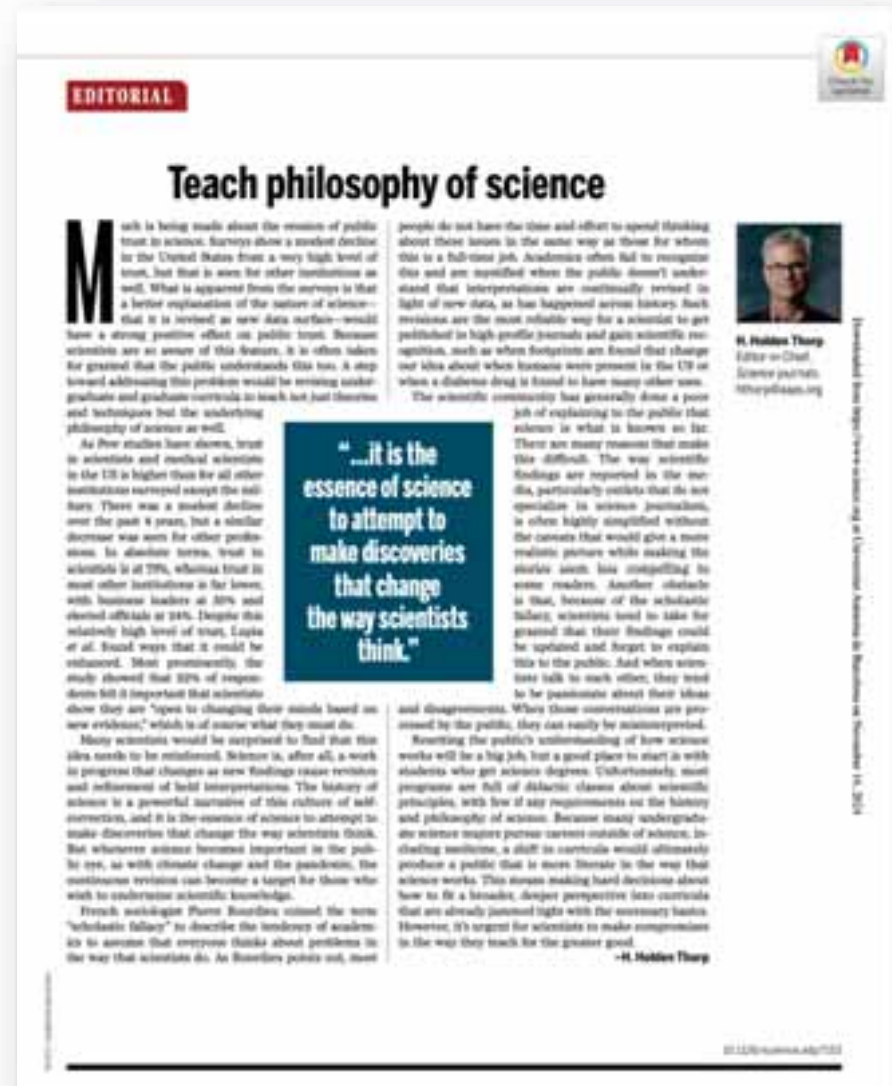 EDITORIAL
Check for
updates
Teach philosophy of science
Much is being made about the erosion of public
trust in science. Surveys show a modest decline
in the United States from a very high level of
trust, but that is seen for other institutions as
well. What is apparent from the surveys is that
a better explanation of the nature of science—
that it is revised as new data surface—would
have a strong positive effect on public trust. Because
scientists are so aware of this feature, it is often taken
for granted that the public understands this too. A step
toward addressing this problem would be revising under-
graduate and graduate curricula to teach not just theories
and techniques but the underlying
philosophy of science as well.
As Pew studies have shown, trust
in scientists and medical scientists
in the US is higher than for all other
institutions surveyed except the mili-
tary. There was a modest decline
over the past 4 years, but a similar
decrease was seen for other profes-
sions. In absolute terms, trust in
scientists is at, whereas trust in
most other institutions is far lower,
with business leaders at and
elected officials at. Despite this
relatively high level of trust, Lupia
et al. found ways that it could be
enhanced. Most prominently, the
study showed that of respon-
dents felt it important that scientists
show they are "open to changing their minds based on
new evidence," which is of course what they must do.
Many scientists would be surprised to find that this
idea needs to be reinforced. Science is, after all, a work
in progress that changes as new findings cause revision
and refinement of held interpretations. The history of
science is a powerful narrative of this culture of self-
correction, and it is the essence of science to attempt to
make discoveries that change the way scientists think.
But whenever science becomes important in the pub-
lic eye, as with climate change and the pandemic, the
continuous revision can become a target for those who
wish to undermine scientific knowledge.
French sociologist Pierre Bourdieu coined the term
"scholastic fallacy" to describe the tendency of academ-
ics to assume that everyone thinks about problems in
the way that scientists do. As Bourdieu points out, most
"...it is the
essence of science
to attempt to
make discoveries
that change
the way scientists
think."
people do not have the time and effort to spend thinking
about these issues in the same way as those for whom
this is a full-time job. Academics often fail to recognize
this and are mystified when the public doesn't under-
stand that interpretations are continually revised in
light of new data, as has happened across history. Such
revisions are the most reliable way for a scientist to get
published in high-profile journals and gain scientific rec-
ognition, such as when footprints are found that change
our idea about when humans were present in the US or
when a diabetes drug is found to have many other uses.
The scientific community has generally done a poor
job of explaining to the public that
science is what is known so far.
There are many reasons that make
this difficult. The way scientific
findings are reported in the me-
dia, particularly outlets that do not
specialize in science journalism,
is often highly simplified without
the caveats that would give a more
realistic picture while making the
stories seem less compelling to
some readers. Another obstacle
is that, because of the scholastic
fallacy, scientists tend to take for
granted that their findings could
be updated and forget to explain
this to the public. And when scien-
tists talk to each other, they tend
to be passionate about their ideas
and disagreements. When those conversations are pro-
cessed by the public, they can easily be misinterpreted.
Resetting the public's understanding of how science
works will be a big job, but a good place to start is with
students who get science degrees. Unfortunately, most
programs are full of didactic classes about scientific
principles, with few if any requirements on the history
and philosophy of science. Because many undergradu-
ate science majors pursue careers outside of science, in-
cluding medicine, a shift in curricula would ultimately
produce a public that is more literate in the way that
science works. This means making hard decisions about
how to fit a broader, deeper perspective into curricula
that are already jammed tight with the necessary basics.
However, it's urgent for scientists to make compromises
in the way they teach for the greater good.
–H. Holden Thorp
H. Holden Thorp
Editor-in-Chief,
Science journals.
hthorp@aaas.org
Downloaded from https://www.science.org at Universitat Autonoma de Barcelona on November 14, 2024